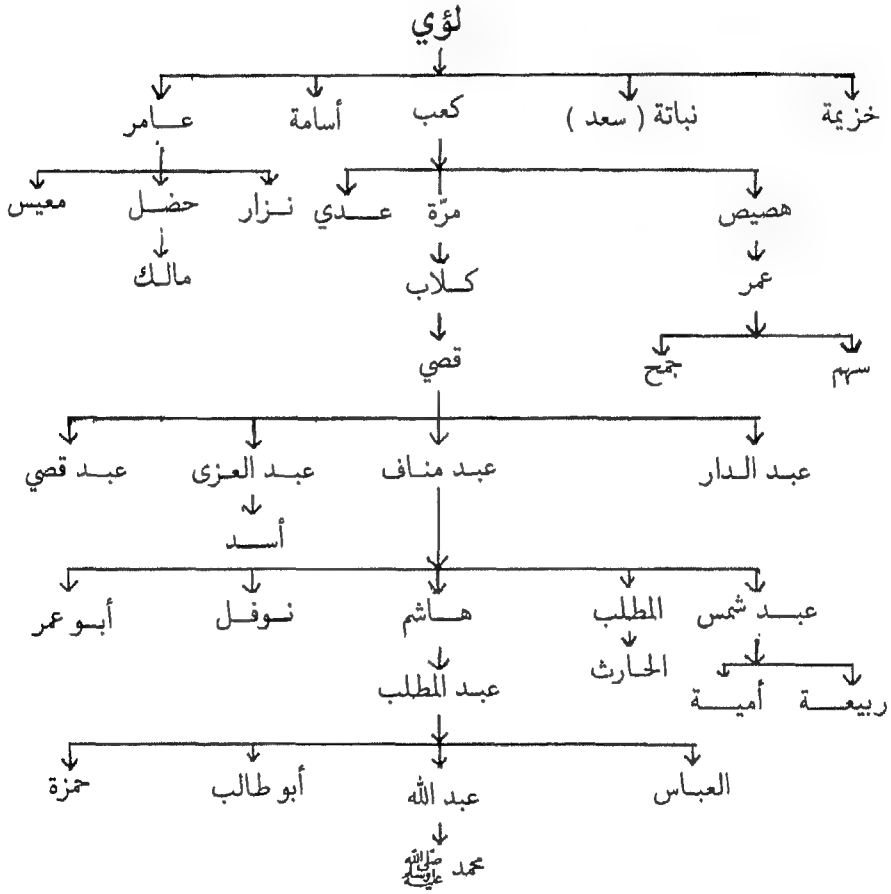 لؤي
خزيمة نباتة ( سعد ) كعب أسامة عامر
هصيص مرّة عدي نزار حضل معيس
عمر كلاب مالك
سهم جمح قصي
عبد الدار عبد مناف عبد العزى عبد قصي
أسد
عبد شمس المطلب هاشم نوفل أبو عمر
ربيعة أمية الحارث عبد المطلب
العباس عبد الله أبو طالب حمزة
محمد صلى الله عليه وسلم